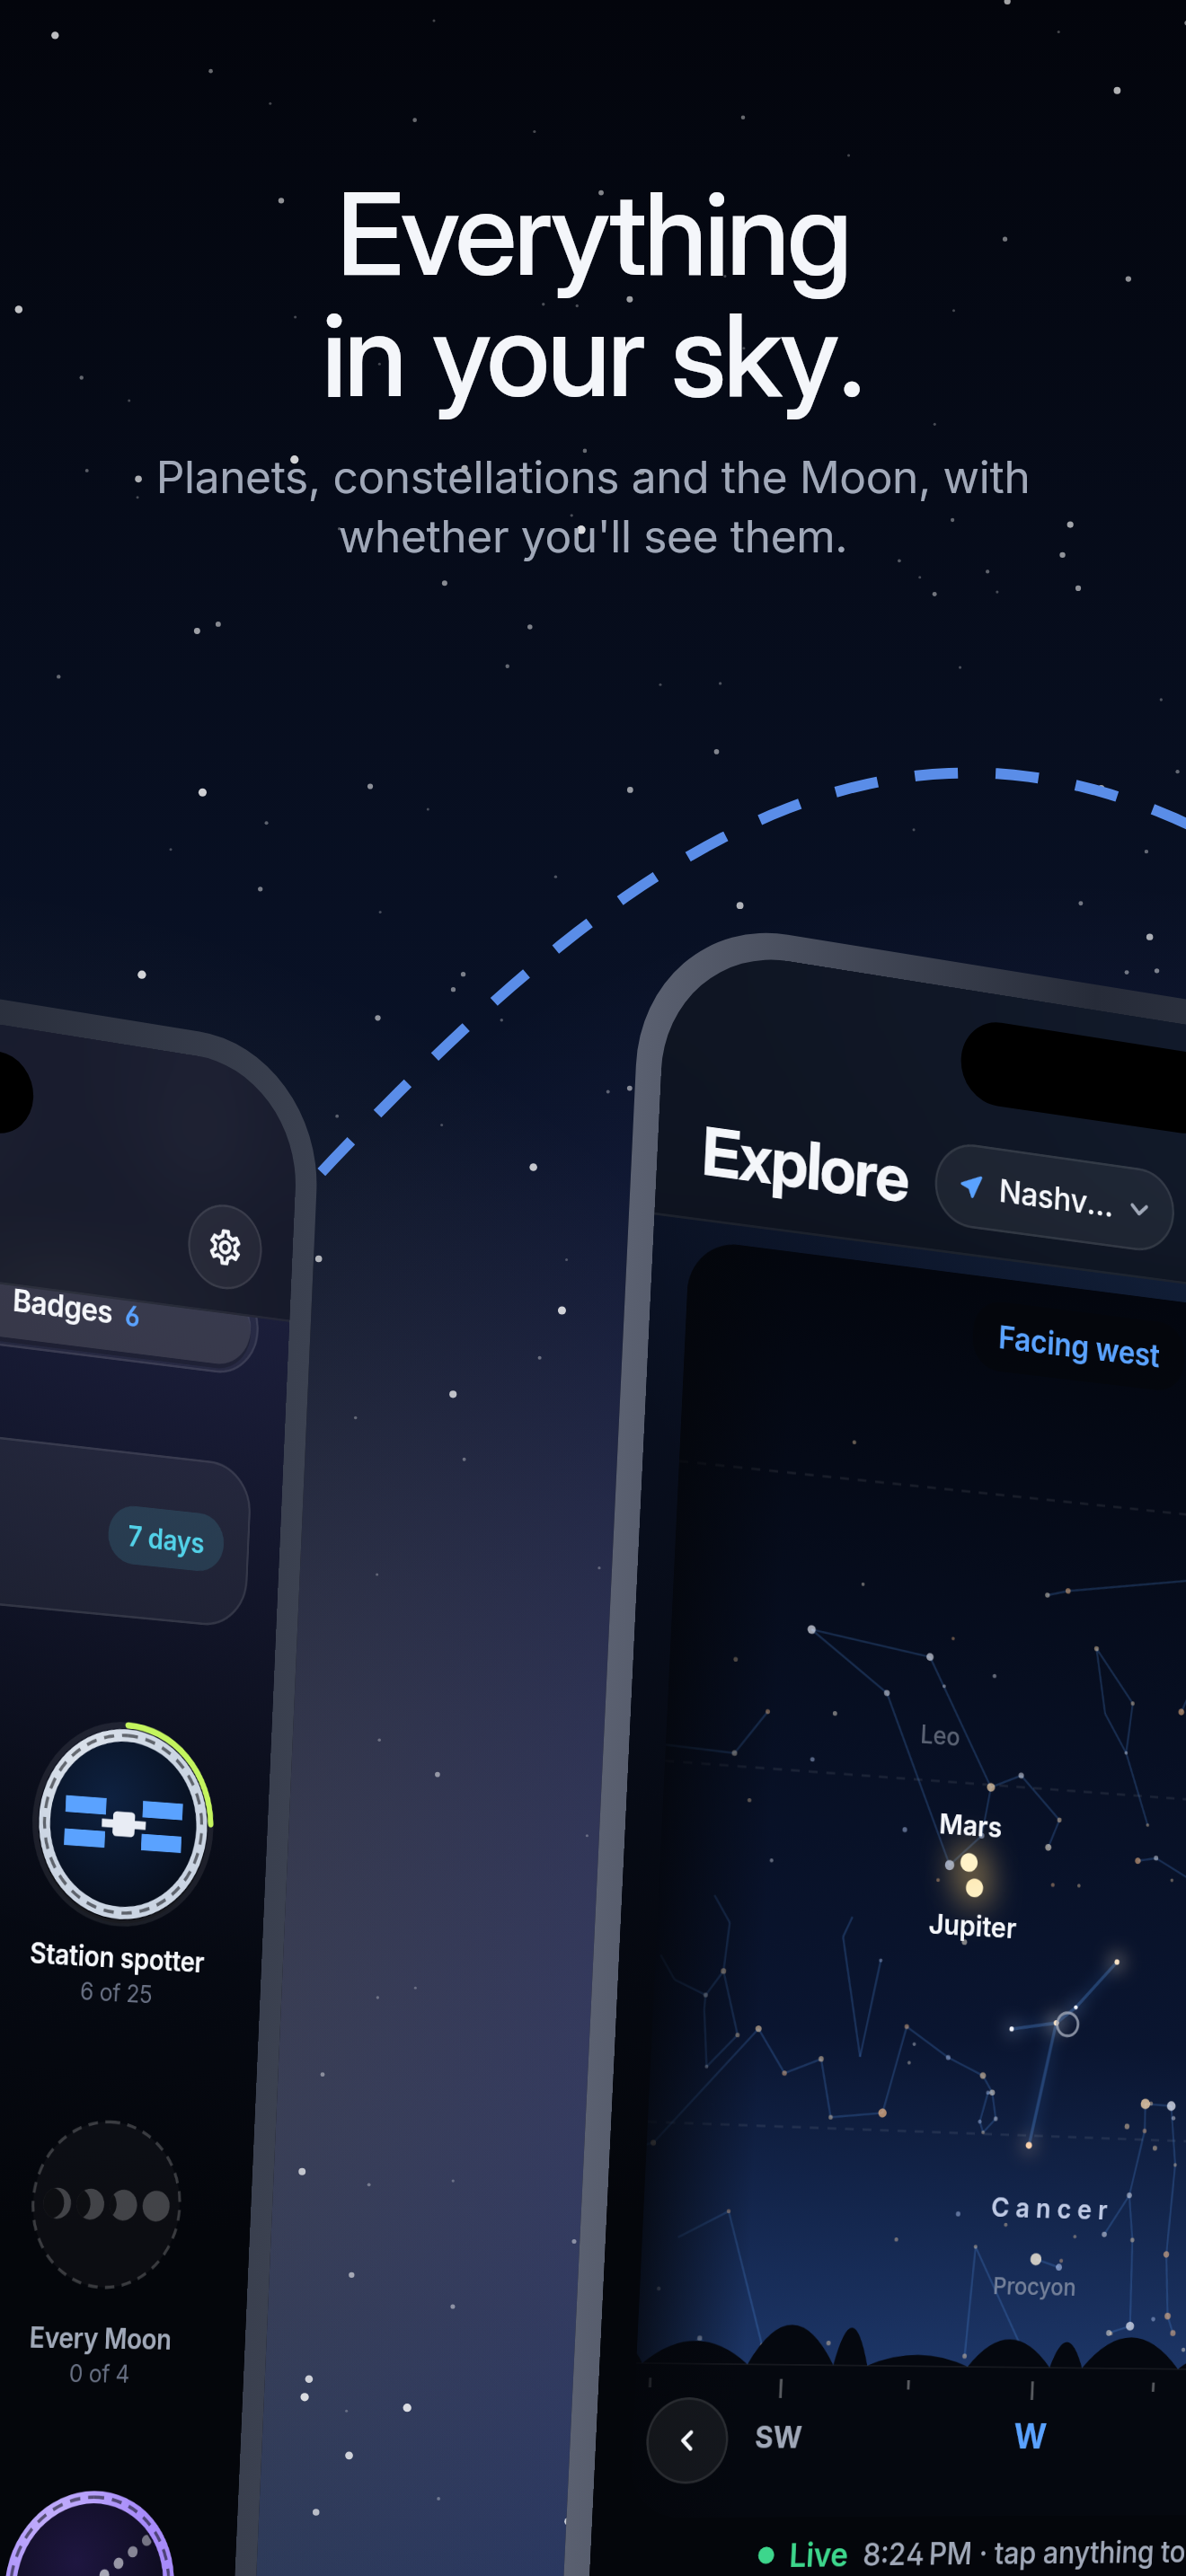 Everything
in your sky.
Planets, constellations and the Moon, with
whether you'll see them.
Badges 6
7 days
Station spotter
6 of 25
Every Moon
0 of 4
Explore
Nashv...
Facing west
Leo
Mars
Jupiter
Cancer
Procyon
SW
W
Live 8:24 PM · tap anything to